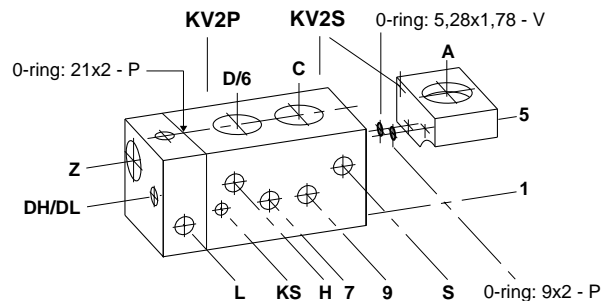 KV2P KV2S 0-ring: 5,28x1,78 - V
0-ring: 21x2 - P D/6 C A
5
Z
DH/DL 1
L KS H 7 9 S 0-ring: 9x2 - P